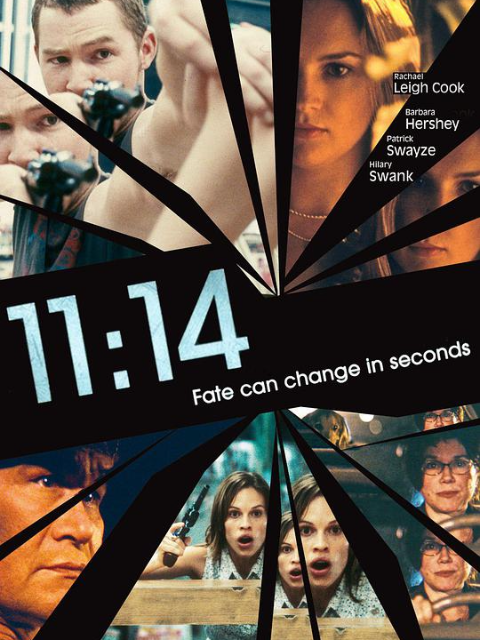 Rachael
Leigh Cook
Barbara
Hershey
Patrick
Swayze
Hilary
Swank
11:14
Fate can change in seconds